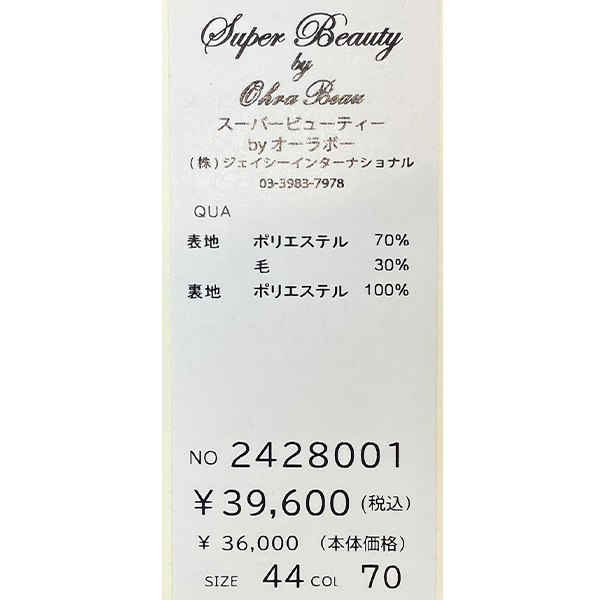 Super Beauty
by
Ohra Beau
スーパービューティー
byオーラボー
(株)ジェイシーインターナショナル
03-3983-7978
QUA
表地 ポリエステル 70%
毛 30%
裏地 ポリエステル 100%
NO 2428001
¥39,600 (税込)
¥ 36,000 (本体価格)
SIZE 44 COL 70